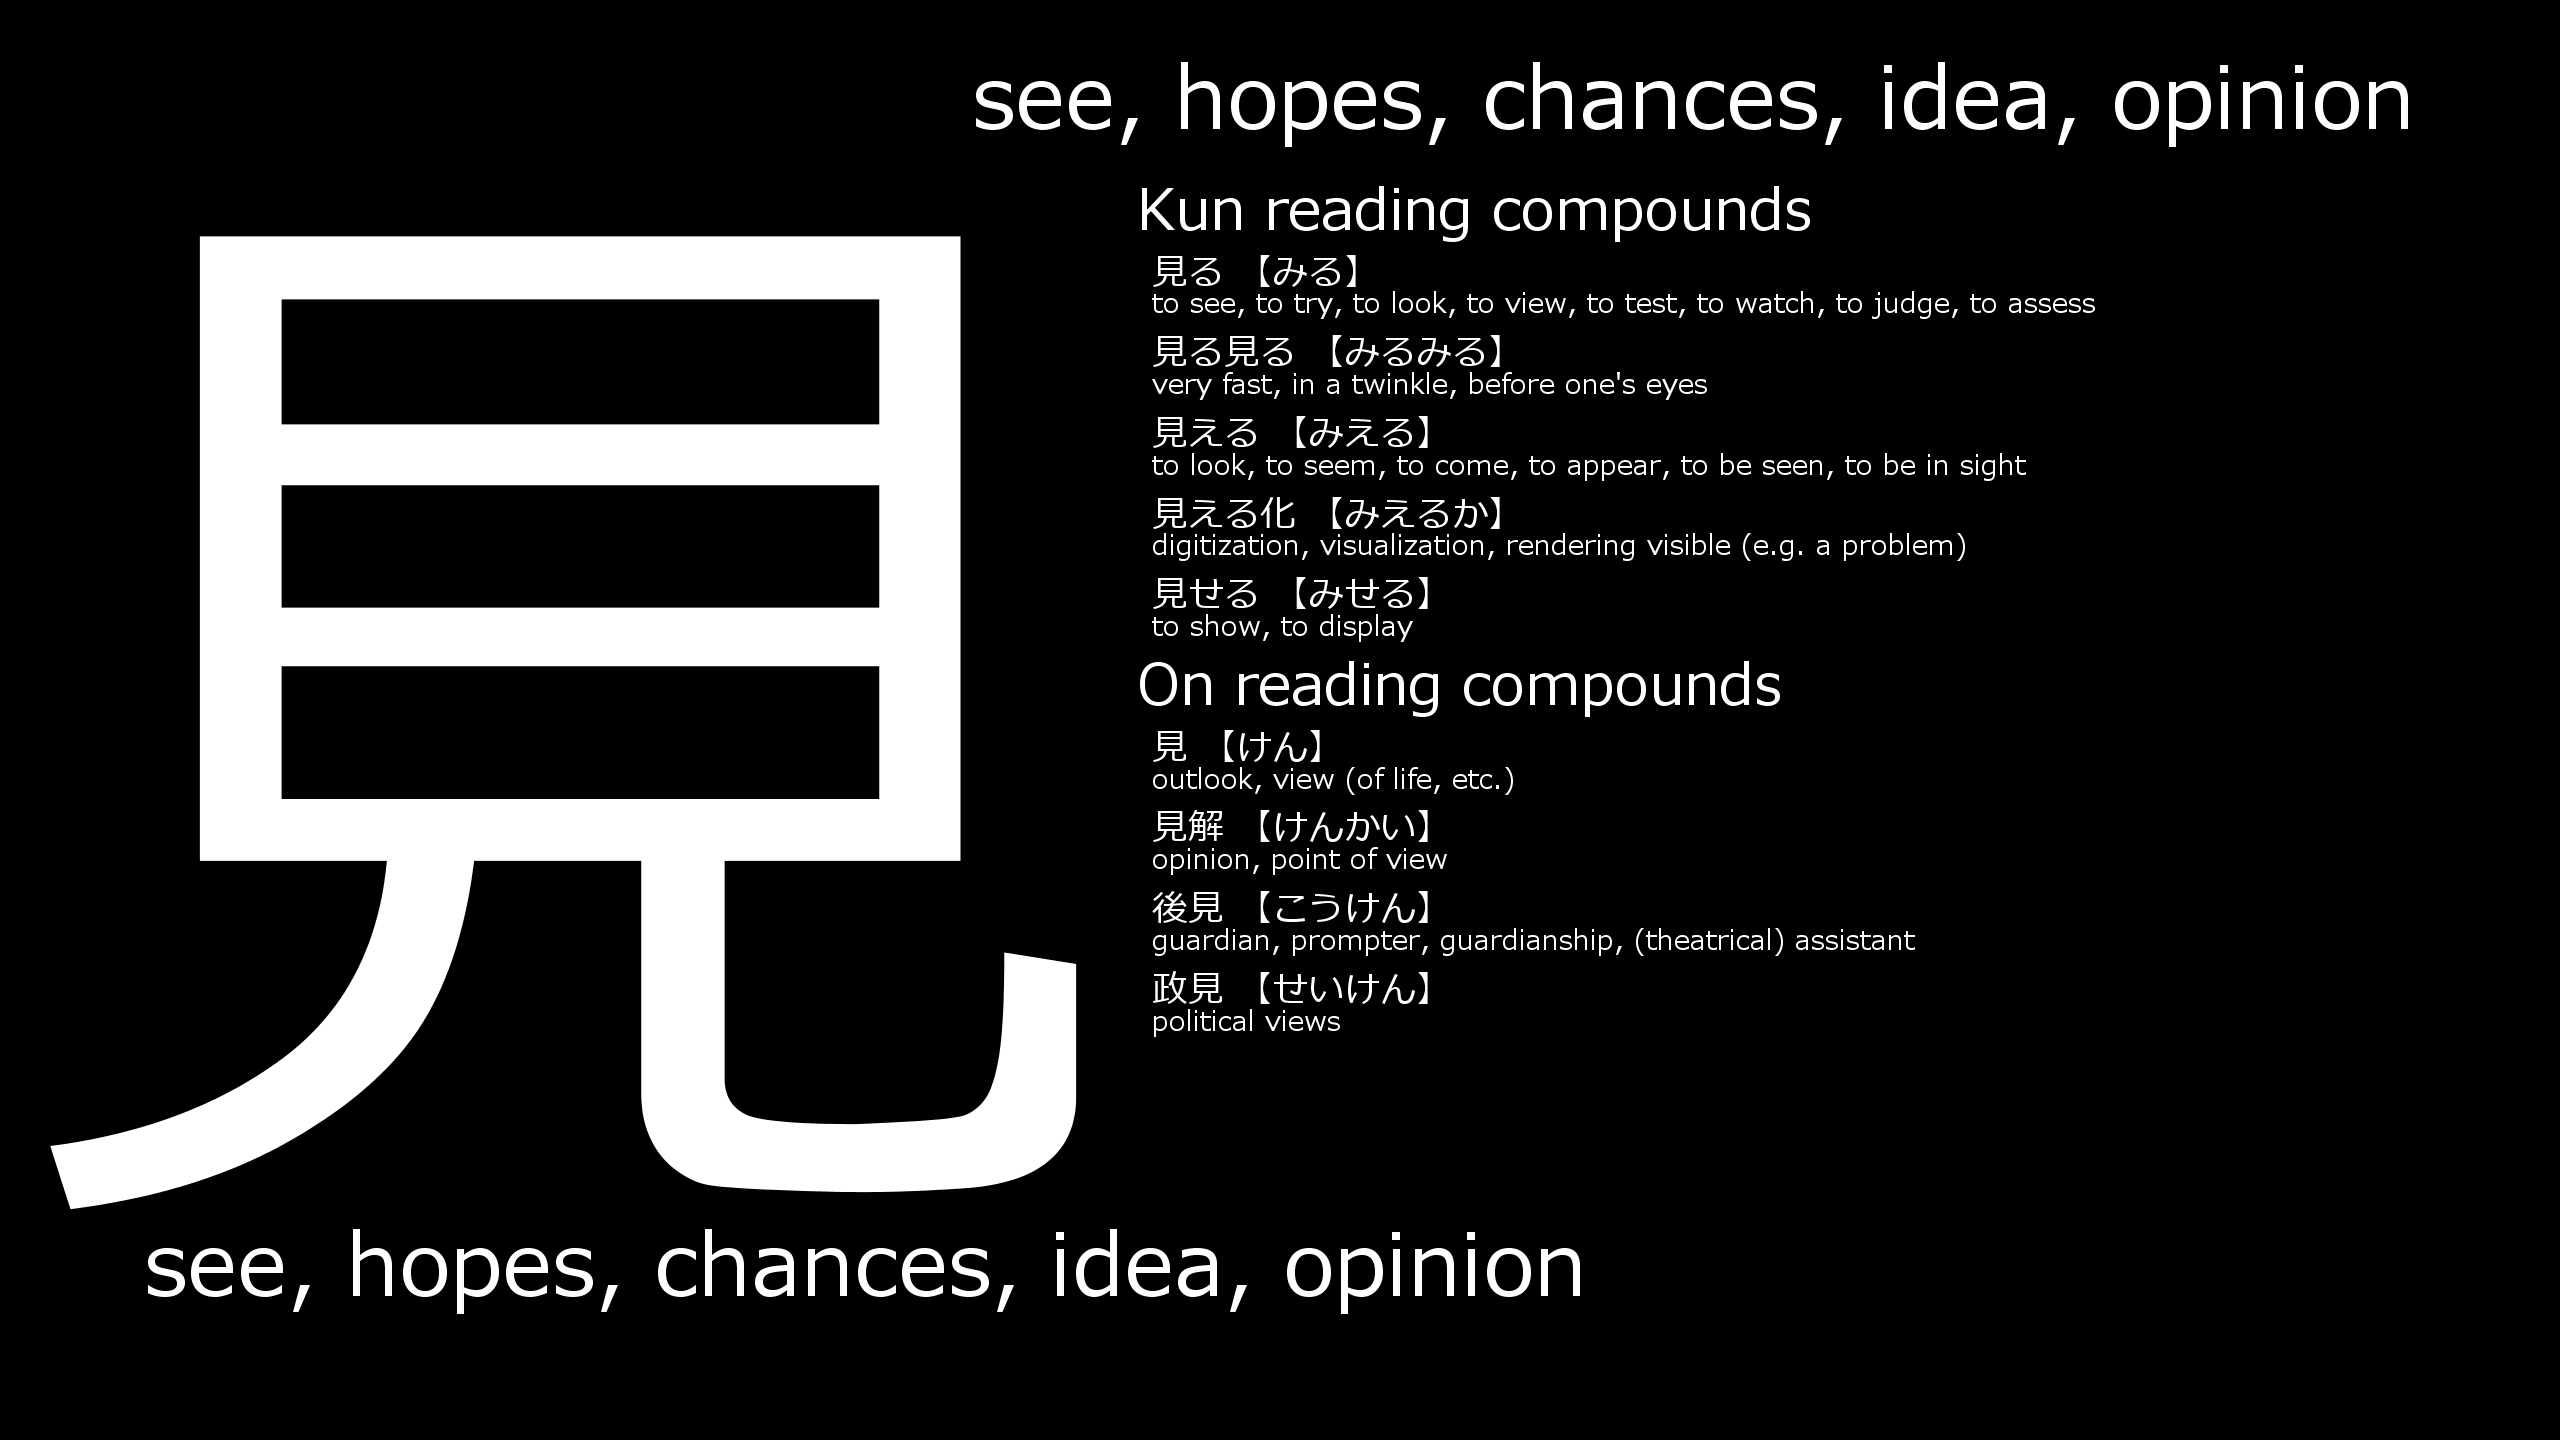 see, hopes, chances, idea, opinion
見
Kun reading compounds
見る 【みる】
to see, to try, to look, to view, to test, to watch, to judge, to assess
見る見る 【みるみる】
very fast, in a twinkle, before one's eyes
見える 【みえる】
to look, to seem, to come, to appear, to be seen, to be in sight
見える化 【みえるか】
digitization, visualization, rendering visible (e.g. a problem)
見せる 【みせる】
to show, to display
On reading compounds
見 【けん】
outlook, view (of life, etc.)
見解 【けんかい】
opinion, point of view
後見 【こうけん】
guardian, prompter, guardianship, (theatrical) assistant
政見 【せいけん】
political views
see, hopes, chances, idea, opinion